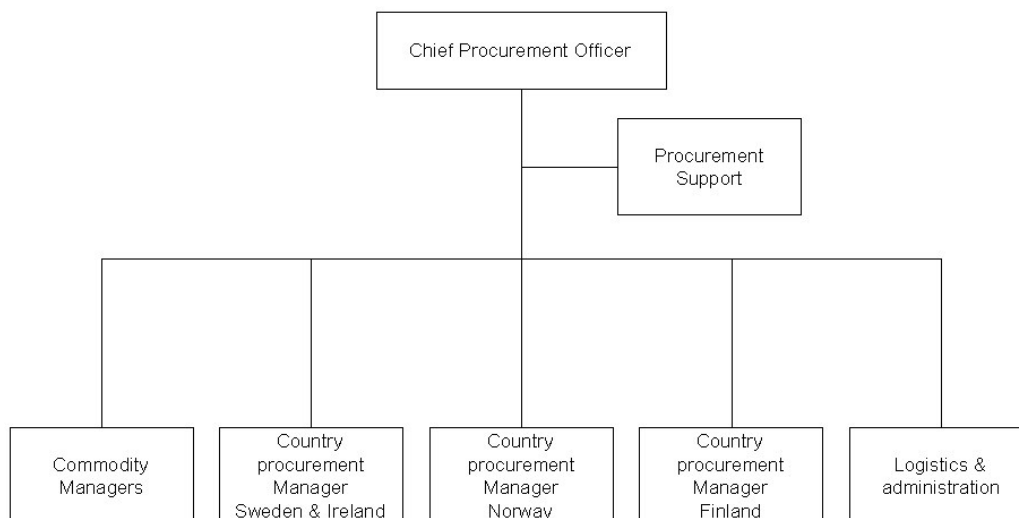 Chief Procurement Officer
Procurement
Support
Commodity
Managers
Country
procurement
Manager
Sweden & Ireland
Country
procurement
Manager
Norway
Country
procurement
Manager
Finland
Logistics &
administration